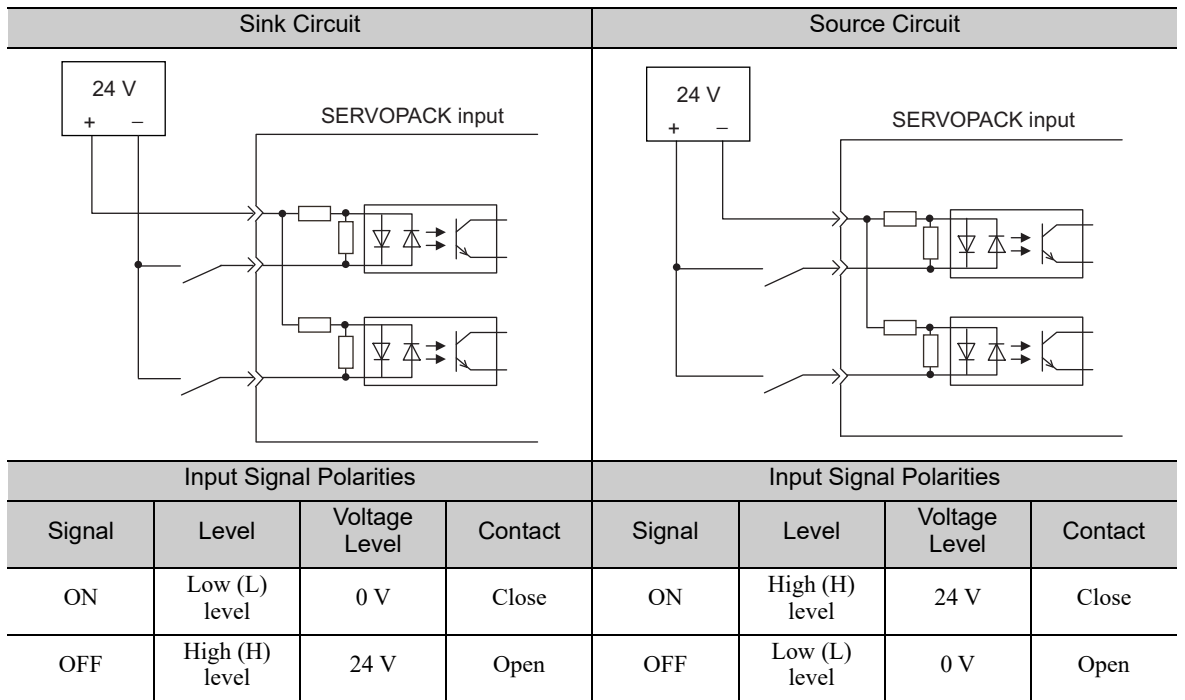 Sink Circuit
Source Circuit
24 V
+ −
SERVOPACK input
24 V
+ −
SERVOPACK input
Input Signal Polarities
Input Signal Polarities
Signal Level Voltage Level Contact Signal Level Voltage Level Contact
ON Low (L) level 0 V Close ON High (H) level 24 V Close
OFF High (H) level 24 V Open OFF Low (L) level 0 V Open